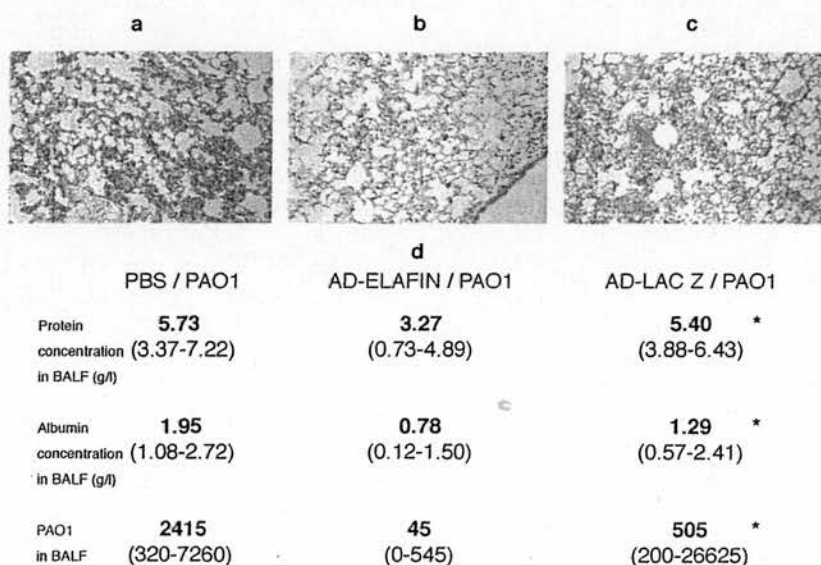 a b c
d
PBS / PAO1 AD-ELAFIN / PAO1 AD-LAC Z / PAO1
Protein 5.73 3.27 5.40 *
concentration (3.37-7.22) (0.73-4.89) (3.88-6.43)
in BALF (g/l)
Albumin 1.95 0.78 1.29 *
concentration (1.08-2.72) (0.12-1.50) (0.57-2.41)
in BALF (g/l)
PAO1 2415 45 505 *
in BALF (320-7260) (0-545) (200-26625)